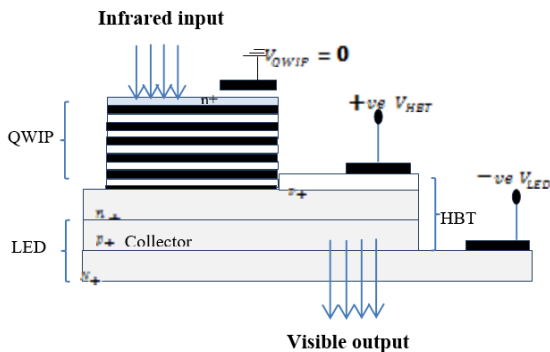 Infrared input
V_QWIP = 0
n+
+ve V_HBT
QWIP
-ve V_LED
n+
HBT
LED
p+ Collector
N+
Visible output